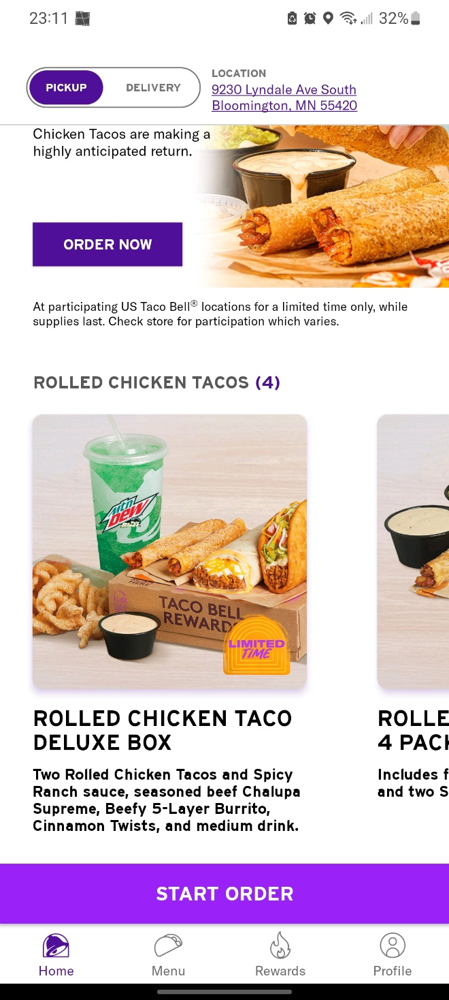 23:11
32%
PICKUP
DELIVERY
LOCATION
9230 Lyndale Ave South
Bloomington, MN 55420
Chicken Tacos are making a
highly anticipated return.
ORDER NOW
At participating US Taco Bell® locations for a limited time only, while
supplies last. Check store for participation which varies.
ROLLED CHICKEN TACOS (4)
mtn
DEW
TACO BELL
REWARDS
LIMITED
TIME
ROLLED CHICKEN TACO
DELUXE BOX
Two Rolled Chicken Tacos and Spicy
Ranch sauce, seasoned beef Chalupa
Supreme, Beefy 5-Layer Burrito,
Cinnamon Twists, and medium drink.
ROLLE
4 PACK
Includes f
and two S
START ORDER
Home
Menu
Rewards
Profile